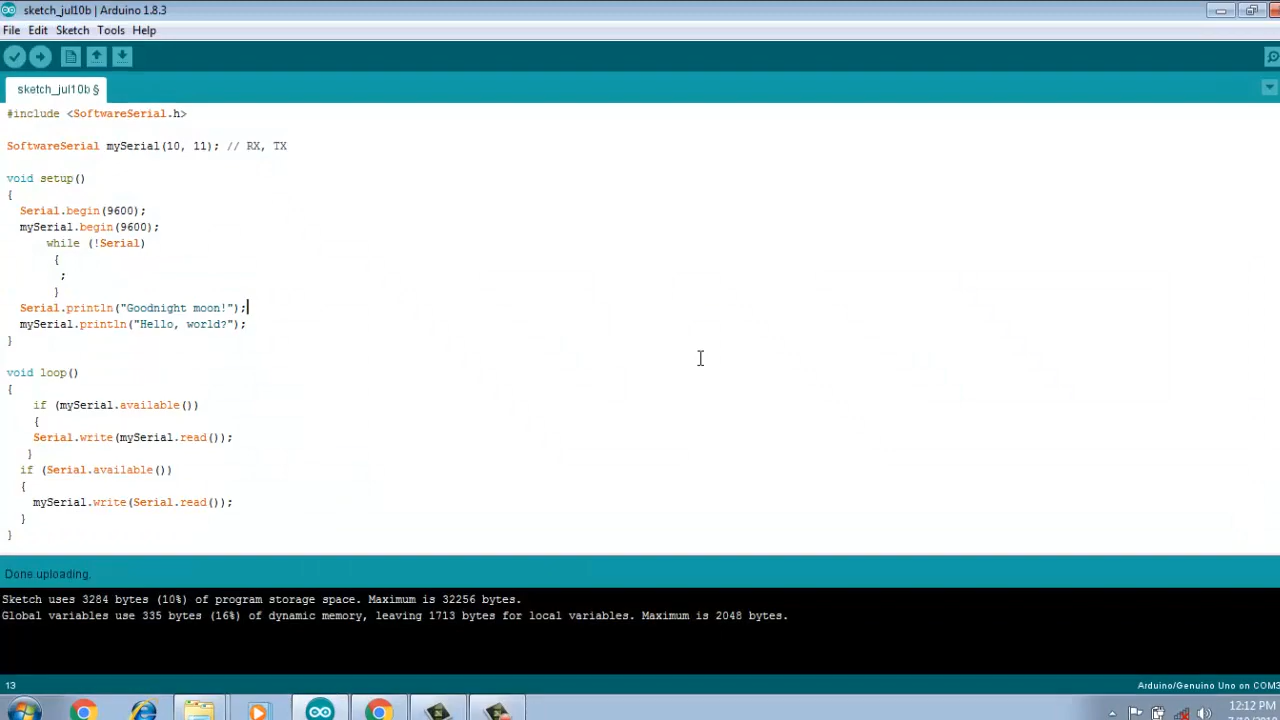 sketch_jul10b | Arduino 1.8.3
File Edit Sketch Tools Help
sketch_jul10b §
#include <SoftwareSerial.h>
SoftwareSerial mySerial(10, 11); // RX, TX
void setup()
{
Serial.begin(9600);
mySerial.begin(9600);
while (!Serial)
{
;
}
Serial.println("Goodnight moon!");
mySerial.println("Hello, world?");
}
void loop()
{
if (mySerial.available())
{
Serial.write(mySerial.read());
}
if (Serial.available())
{
mySerial.write(Serial.read());
}
}
Done uploading.
Sketch uses 3284 bytes (10%) of program storage space. Maximum is 32256 bytes.
Global variables use 335 bytes (16%) of dynamic memory, leaving 1713 bytes for local variables. Maximum is 2048 bytes.
13
Arduino/Genuino Uno on COM3
12:12 PM